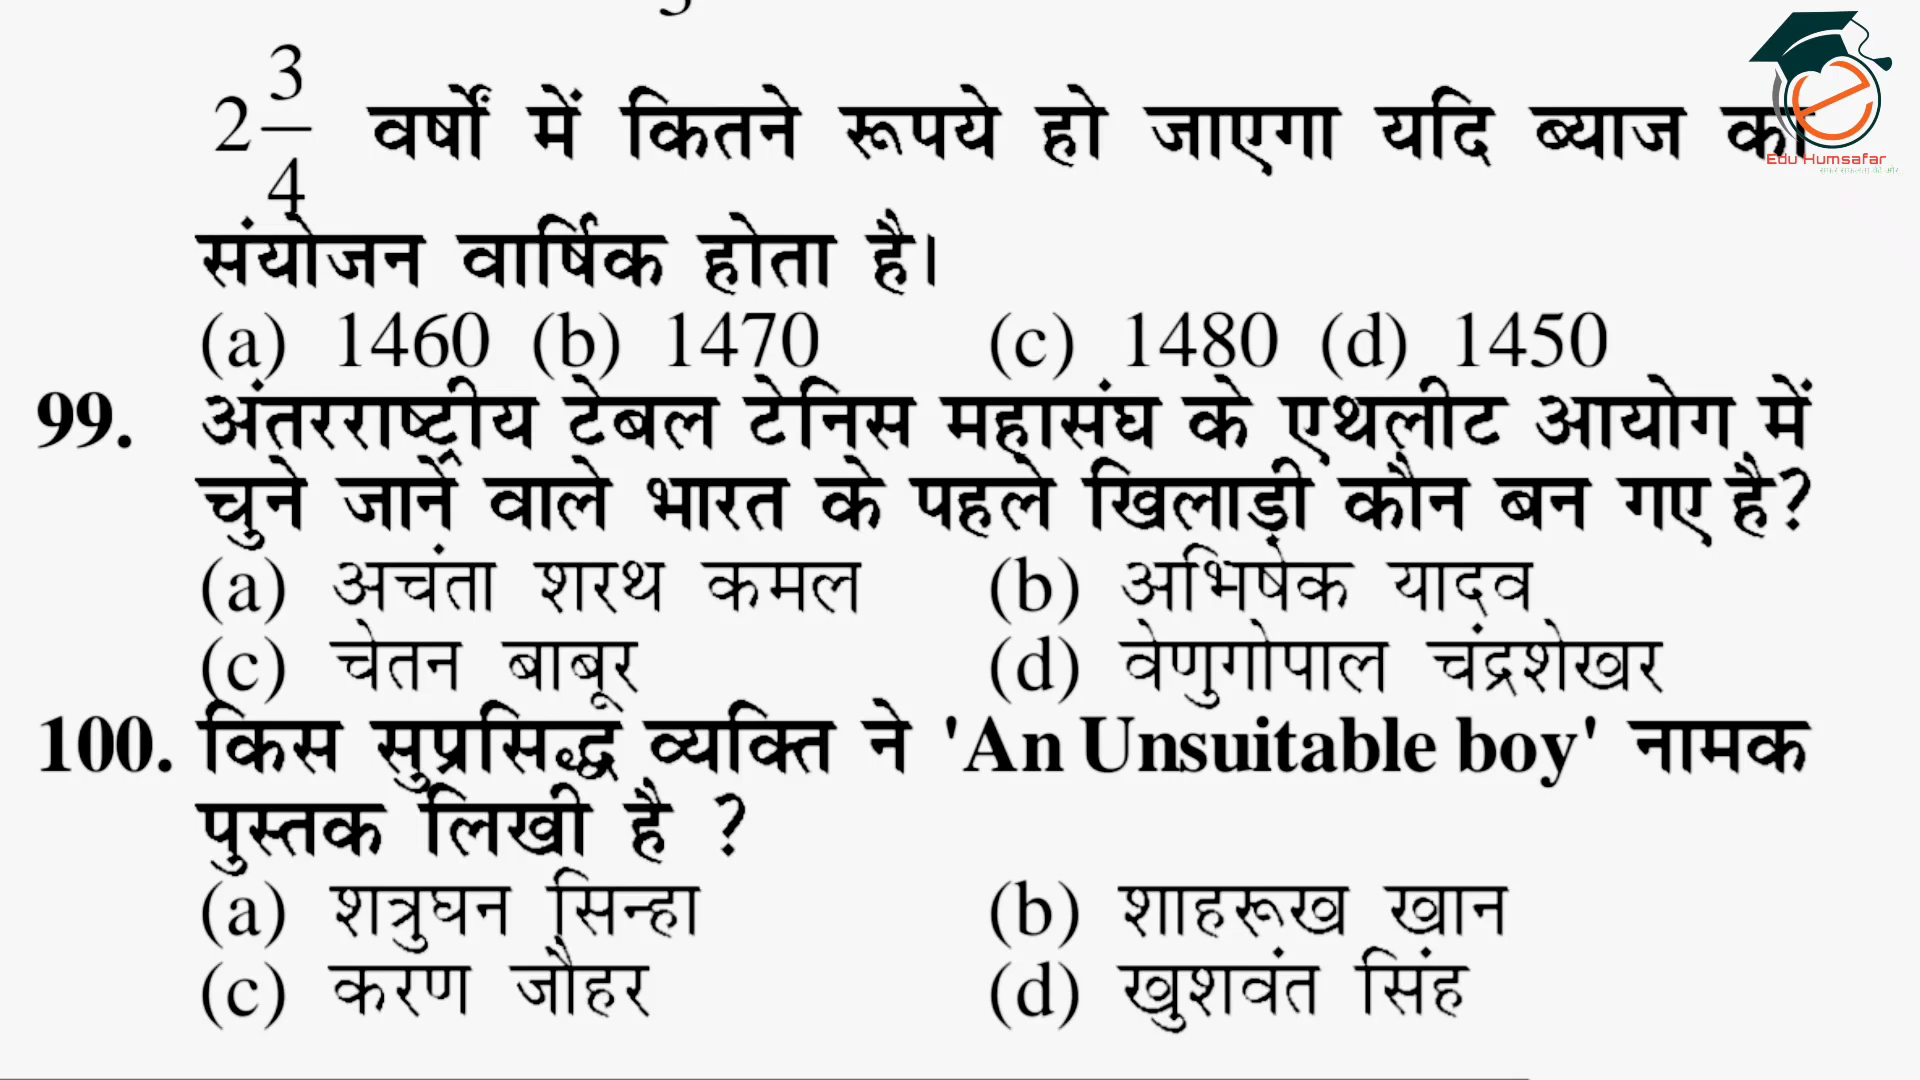 2 3/4 वर्षों में कितने रूपये हो जाएगा यदि ब्याज का
Edu Humsafar
संयोजन वार्षिक होता है।
(a) 1460 (b) 1470 (c) 1480 (d) 1450
99. अंतरराष्ट्रीय टेबल टेनिस महासंघ के एथलीट आयोग में
चुने जाने वाले भारत के पहले खिलाड़ी कौन बन गए है?
(a) अचंता शरथ कमल (b) अभिषेक यादव
(c) चेतन बाबूर (d) वेणुगोपाल चंद्रशेखर
100. किस सुप्रसिद्ध व्यक्ति ने 'An Unsuitable boy' नामक
पुस्तक लिखी है ?
(a) शत्रुघन सिन्हा (b) शाहरूख खान
(c) करण जौहर (d) खुशवंत सिंह